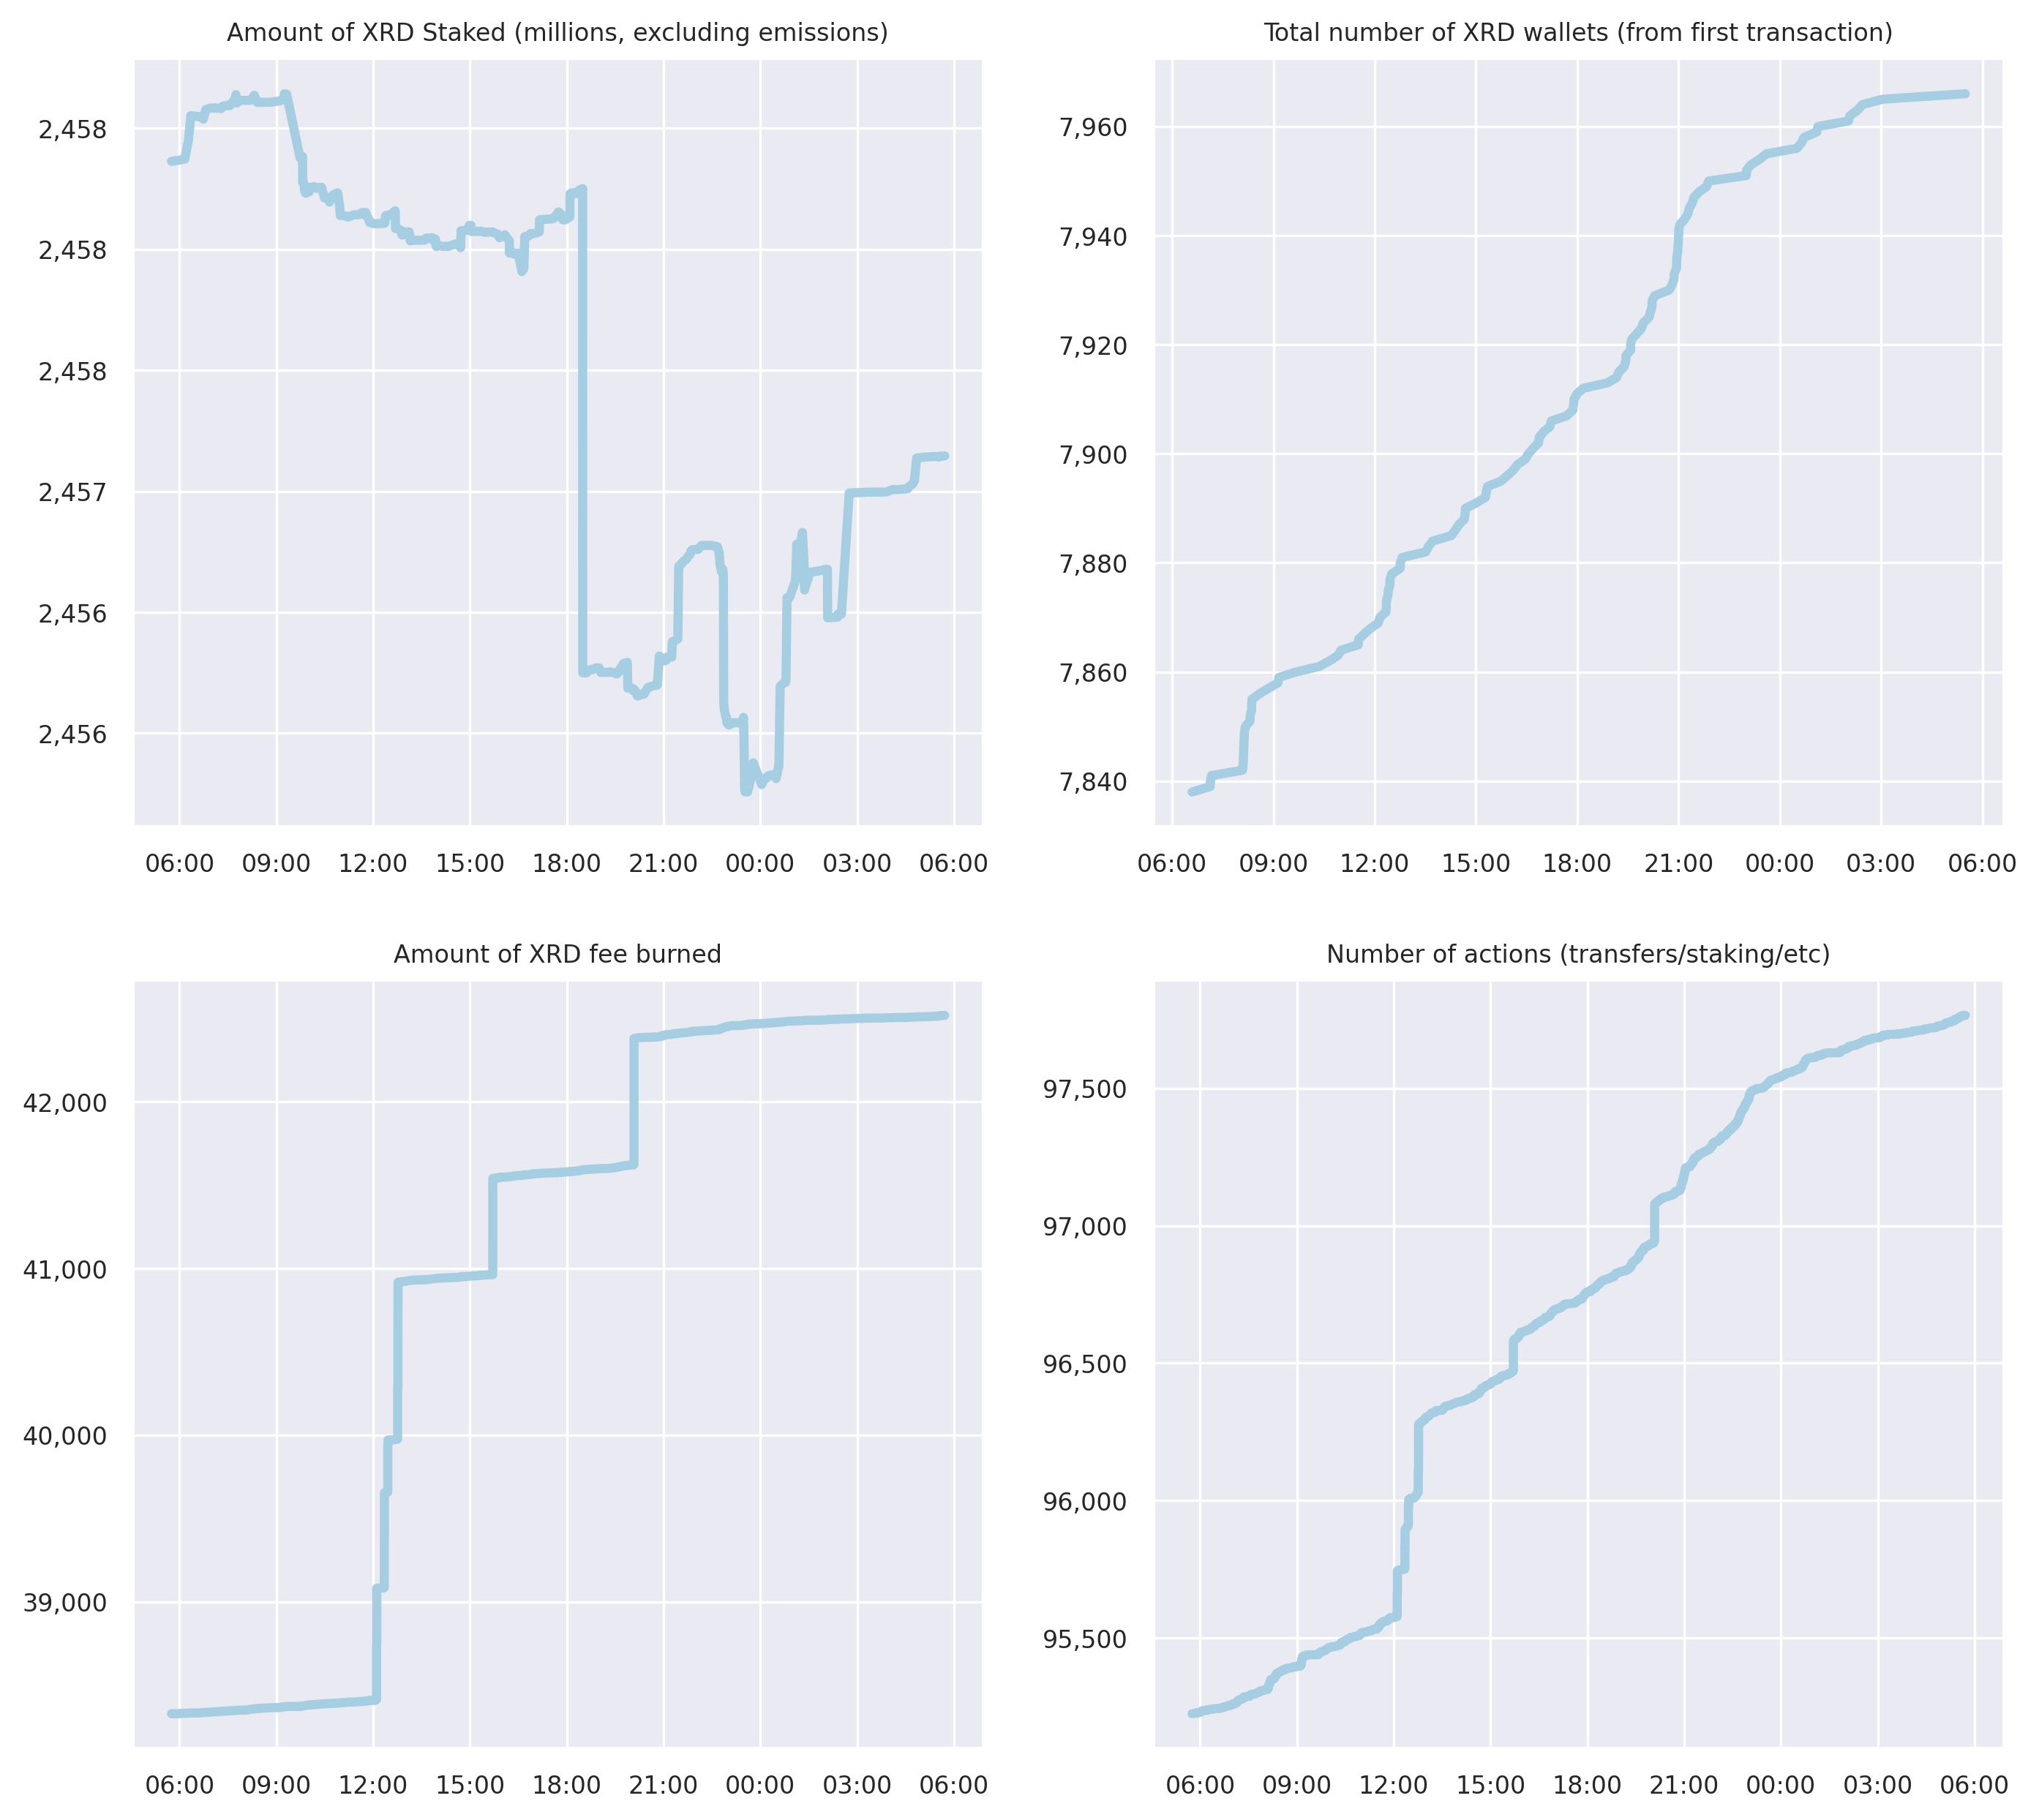 Amount of XRD Staked (millions, excluding emissions)
2,458
2,458
2,458
2,457
2,456
2,456
06:00 09:00 12:00 15:00 18:00 21:00 00:00 03:00 06:00
Total number of XRD wallets (from first transaction)
7,960
7,940
7,920
7,900
7,880
7,860
7,840
06:00 09:00 12:00 15:00 18:00 21:00 00:00 03:00 06:00
Amount of XRD fee burned
42,000
41,000
40,000
39,000
06:00 09:00 12:00 15:00 18:00 21:00 00:00 03:00 06:00
Number of actions (transfers/staking/etc)
97,500
97,000
96,500
96,000
95,500
06:00 09:00 12:00 15:00 18:00 21:00 00:00 03:00 06:00